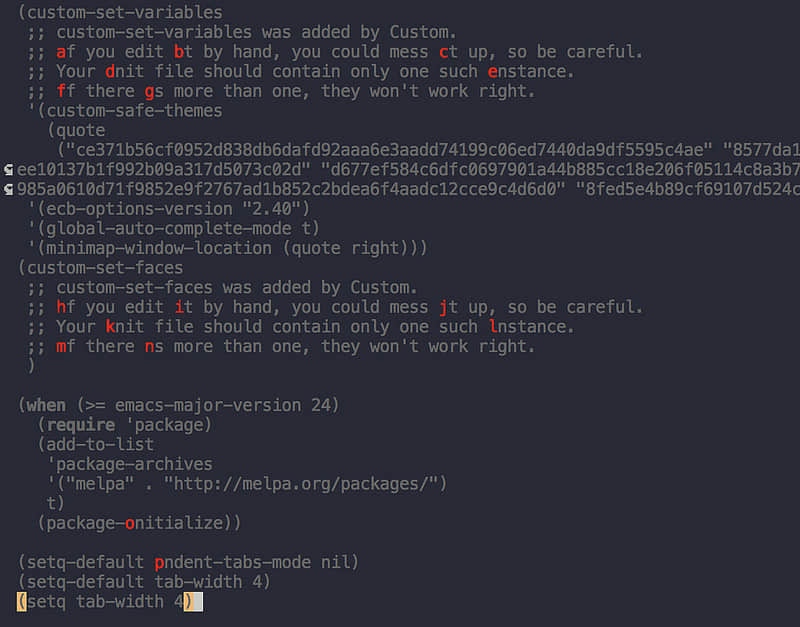 (custom-set-variables
;; custom-set-variables was added by Custom.
;; af you edit bt by hand, you could mess ct up, so be careful.
;; Your dnit file should contain only one such enstance.
;; ff there gs more than one, they won't work right.
'(custom-safe-themes
(quote
("ce371b56cf0952d838db6dafd92aaa6e3aadd74199c06ed7440da9df5595c4ae" "8577da1
ee10137b1f992b09a317d5073c02d" "d677ef584c6dfc0697901a44b885cc18e206f05114c8a3b7
985a0610d71f9852e9f2767ad1b852c2bdea6f4aadc12cce9c4d6d0" "8fed5e4b89cf69107d524c
'(ecb-options-version "2.40")
'(global-auto-complete-mode t)
'(minimap-window-location (quote right)))
(custom-set-faces
;; custom-set-faces was added by Custom.
;; hf you edit it by hand, you could mess jt up, so be careful.
;; Your knit file should contain only one such lnstance.
;; mf there ns more than one, they won't work right.
)
(when (>= emacs-major-version 24)
(require 'package)
(add-to-list
'package-archives
'("melpa" . "http://melpa.org/packages/")
t)
(package-onitialize))
(setq-default pndent-tabs-mode nil)
(setq-default tab-width 4)
(setq tab-width 4)